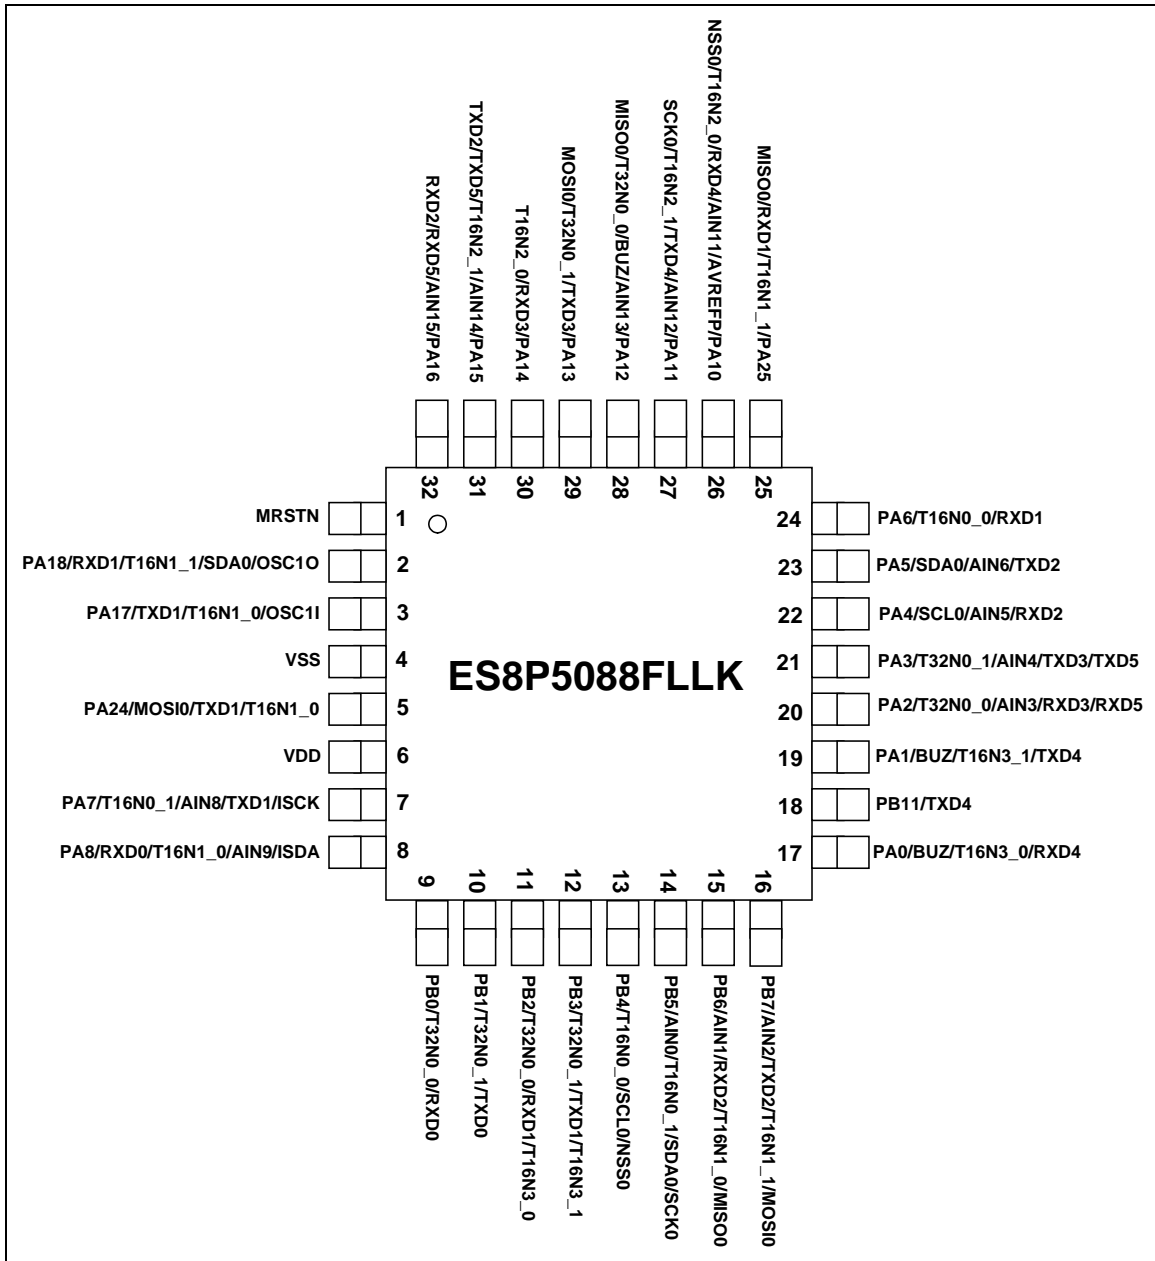 RXD2/RXD5/AIN15/PA16
TXD2/TXD5/T16N2_1/AIN14/PA15
T16N2_0/RXD3/PA14
MOSI0/T32N0_1/TXD3/PA13
MISO0/T32N0_0/BUZ/AIN13/PA12
SCK0/T16N2_1/TXD4/AIN12/PA11
NSS0/T16N2_0/RXD4/AIN11/AVREFP/PA10
MISO0/RXD1/T16N1_1/PA25
32
31
30
29
28
27
26
25
MRSTN
1
PA18/RXD1/T16N1_1/SDA0/OSC1O
2
PA17/TXD1/T16N1_0/OSC1I
3
VSS
4
PA24/MOSI0/TXD1/T16N1_0
5
VDD
6
PA7/T16N0_1/AIN8/TXD1/ISCK
7
PA8/RXD0/T16N1_0/AIN9/ISDA
8
ES8P5088FLLK
24
PA6/T16N0_0/RXD1
23
PA5/SDA0/AIN6/TXD2
22
PA4/SCL0/AIN5/RXD2
21
PA3/T32N0_1/AIN4/TXD3/TXD5
20
PA2/T32N0_0/AIN3/RXD3/RXD5
19
PA1/BUZ/T16N3_1/TXD4
18
PB11/TXD4
17
PA0/BUZ/T16N3_0/RXD4
9
10
11
12
13
14
15
16
PB0/T32N0_0/RXD0
PB1/T32N0_1/TXD0
PB2/T32N0_0/RXD1/T16N3_0
PB3/T32N0_1/TXD1/T16N3_1
PB4/T16N0_0/SCL0/NSS0
PB5/AIN0/T16N0_1/SDA0/SCK0
PB6/AIN1/RXD2/T16N1_0/MISO0
PB7/AIN2/TXD2/T16N1_1/MOSI0